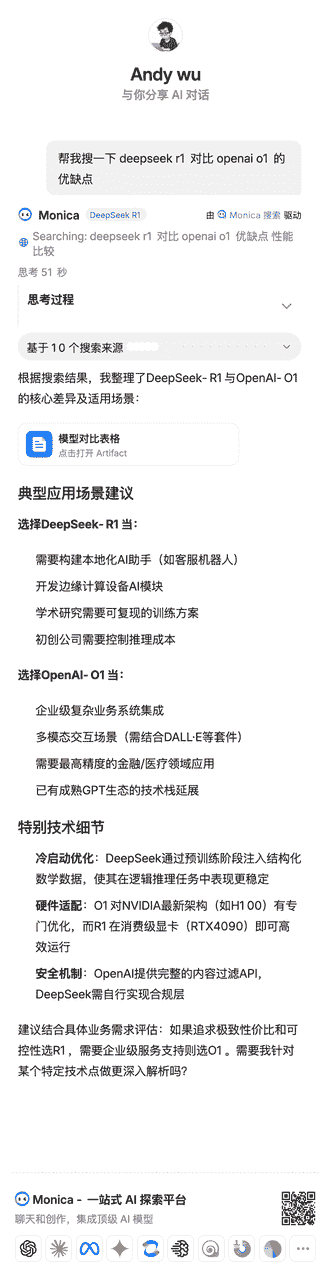 Andy wu
与你分享 AI 对话
帮我搜一下 deepseek r1 对比 openai o1 的
优缺点
Monica DeepSeek R1 由 Monica 搜索 驱动
Searching: deepseek r1 对比 openai o1 优缺点 性能
比较
思考 51 秒
思考过程
基于 10 个搜索来源
根据搜索结果，我整理了DeepSeek-R1与OpenAI-O1
的核心差异及适用场景：
模型对比表格
点击打开 Artifact
典型应用场景建议
选择DeepSeek-R1当：
需要构建本地化AI助手（如客服机器人）
开发边缘计算设备AI模块
学术研究需要可复现的训练方案
初创公司需要控制推理成本
选择OpenAI-O1当：
企业级复杂业务系统集成
多模态交互场景（需结合DALL·E等套件）
需要最高精度的金融/医疗领域应用
已有成熟GPT生态的技术栈延展
特别技术细节
冷启动优化：DeepSeek通过预训练阶段注入结构化
数学数据，使其在逻辑推理任务中表现更稳定
硬件适配：O1对NVIDIA最新架构（如H100）有专
门优化，而R1在消费级显卡（RTX4090）即可高
效运行
安全机制：OpenAI提供完整的内容过滤API，
DeepSeek需自行实现合规层
建议结合具体业务需求评估：如果追求极致性价比和可
控性选R1，需要企业级服务支持则选O1。需要我针对
某个特定技术点做更深入解析吗？
Monica - 一站式 AI 探索平台
聊天和创作，集成顶级 AI 模型